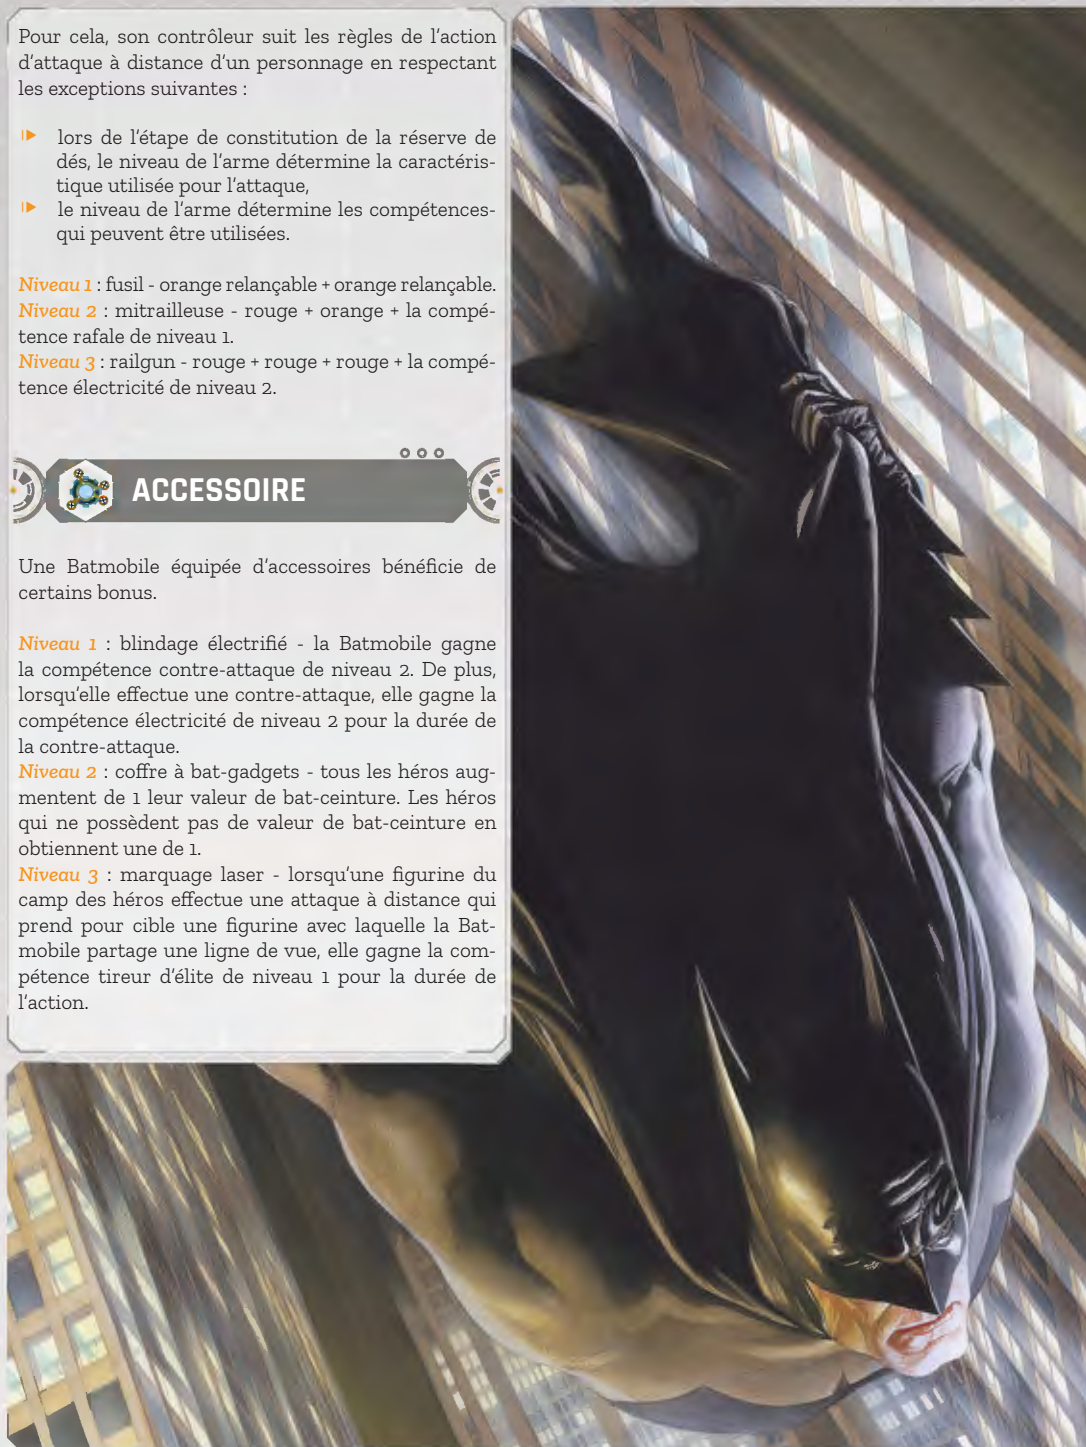 Pour cela, son contrôleur suit les règles de l'action
d'attaque à distance d'un personnage en respectant
les exceptions suivantes :
lors de l'étape de constitution de la réserve de
dés, le niveau de l'arme détermine la caractéris-
tique utilisée pour l'attaque,
le niveau de l'arme détermine les compétences-
qui peuvent être utilisées.
Niveau 1 : fusil - orange relançable + orange relançable.
Niveau 2 : mitrailleuse - rouge + orange + la compé-
tence rafale de niveau 1.
Niveau 3 : railgun - rouge + rouge + rouge + la compé-
tence électricité de niveau 2.
ACCESSOIRE
Une Batmobile équipée d'accessoires bénéficie de
certains bonus.
Niveau 1 : blindage électrifié - la Batmobile gagne
la compétence contre-attaque de niveau 2. De plus,
lorsqu'elle effectue une contre-attaque, elle gagne la
compétence électricité de niveau 2 pour la durée de
la contre-attaque.
Niveau 2 : coffre à bat-gadgets - tous les héros aug-
mentent de 1 leur valeur de bat-ceinture. Les héros
qui ne possèdent pas de valeur de bat-ceinture en
obtiennent une de 1.
Niveau 3 : marquage laser - lorsqu'une figurine du
camp des héros effectue une attaque à distance qui
prend pour cible une figurine avec laquelle la Bat-
mobile partage une ligne de vue, elle gagne la com-
pétence tireur d'élite de niveau 1 pour la durée de
l'action.